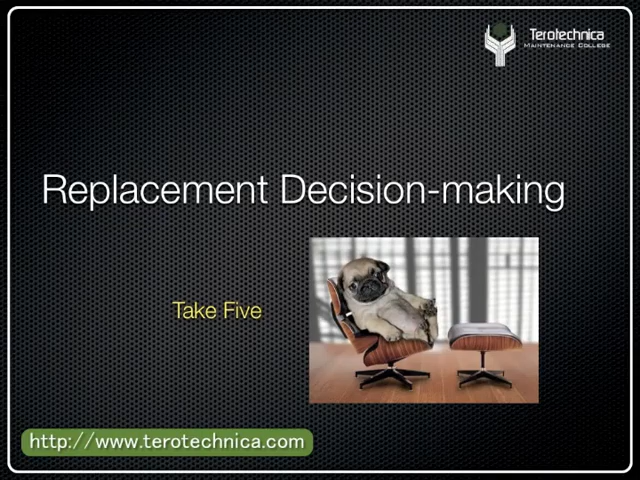 Terotechnica
Maintenance College
Replacement Decision-making
Take Five
http://www.terotechnica.com